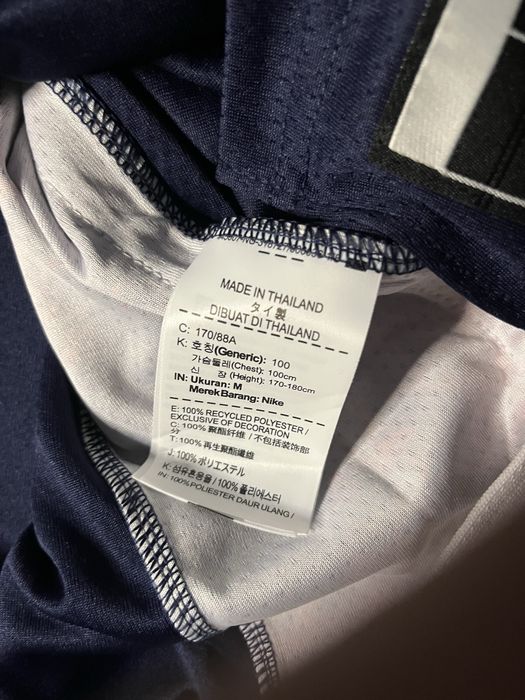 MADE IN THAILAND
タイ製
DIBUAT DI THAILAND
C: 170/88A
K: 호칭(Generic): 100
가슴둘레(Chest): 100cm
신 장 (Height): 170-180cm
IN: Ukuran: M
Merek Barang: Nike
E: 100% RECYCLED POLYESTER /
EXCLUSIVE OF DECORATION
C: 100% 聚酯纤维 / 不包括装饰部
分
T: 100% 再生聚酯纖維
J: 100% ポリエステル
K: 섬유혼용율 / 100% 폴리에스터
IN: 100% POLIESTER DAUR ULANG /